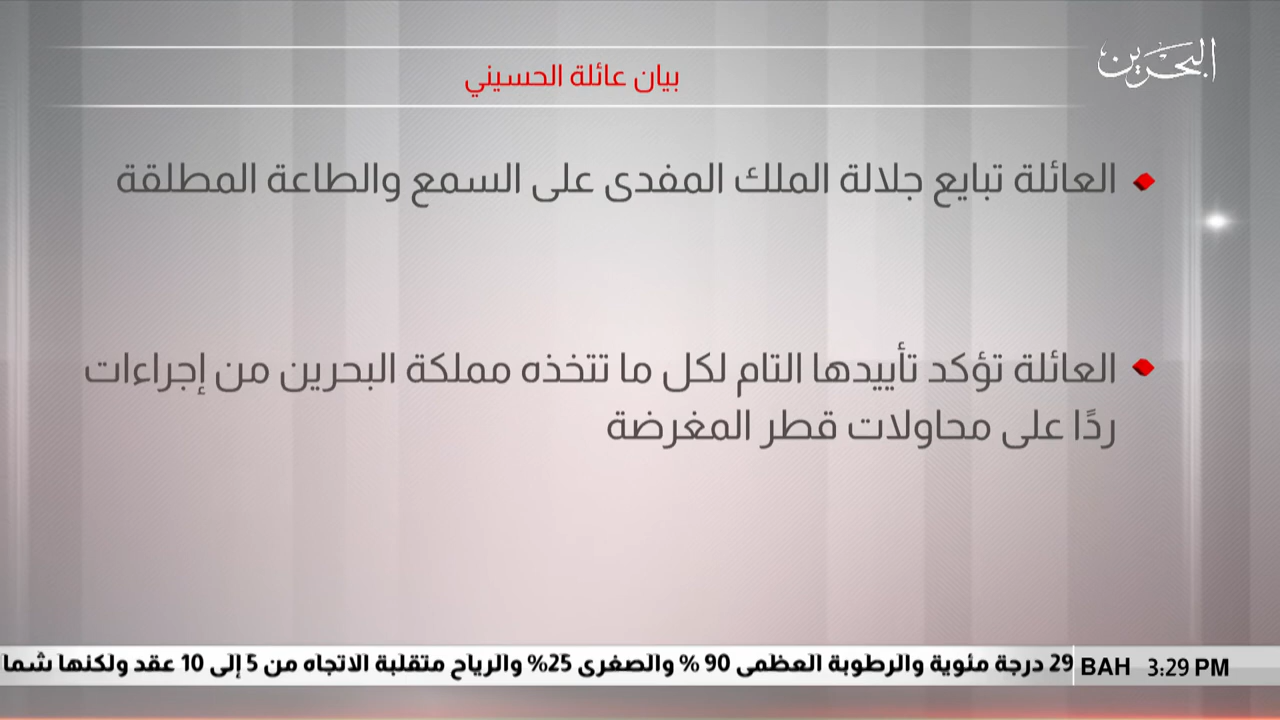 البحرين
بيان عائلة الحسيني
العائلة تبايع جلالة الملك المفدى على السمع والطاعة المطلقة
العائلة تؤكد تأييدها التام لكل ما تتخذه مملكة البحرين من إجراءات
ردًا على محاولات قطر المغرضة
BAH 3:29 PM
29 درجة مئوية والرطوبة العظمى 90 % والصغرى 25% والرياح متقلبة الاتجاه من 5 إلى 10 عقد ولكنها شما